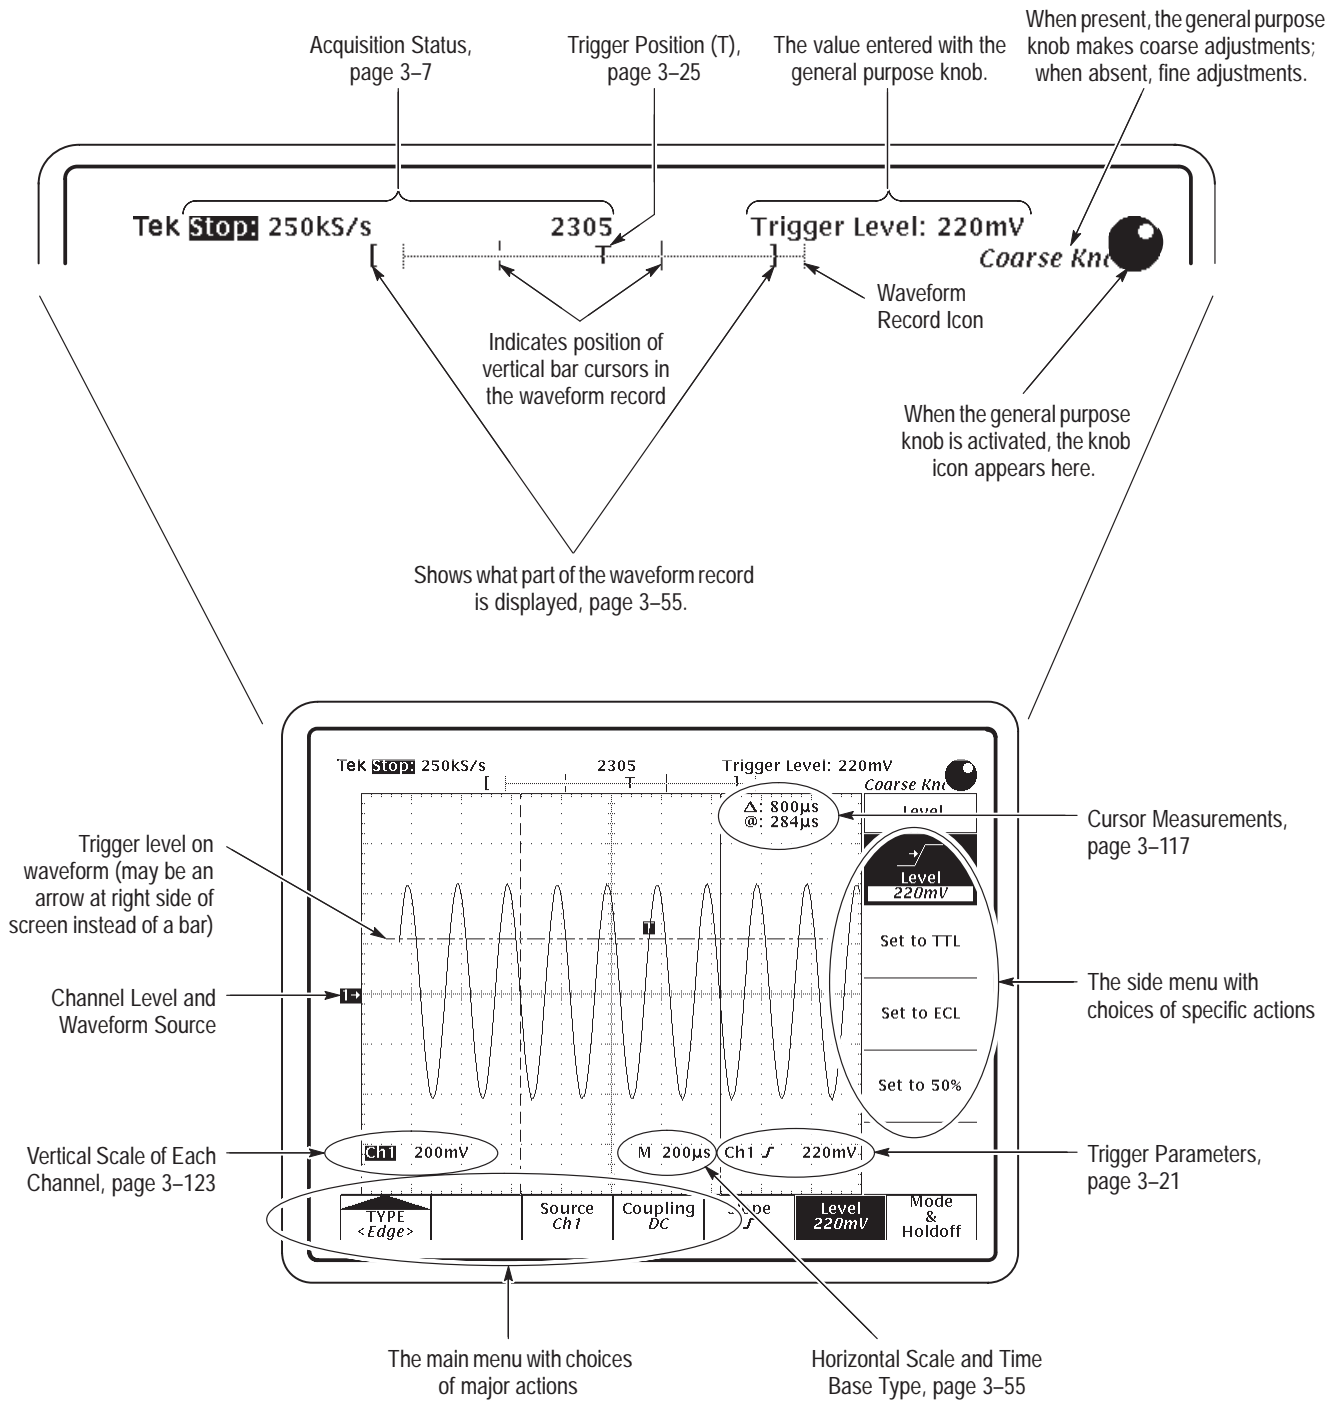 Acquisition Status,
page 3–7
Trigger Position (T),
page 3–25
The value entered with the
general purpose knob.
When present, the general purpose
knob makes coarse adjustments;
when absent, fine adjustments.
Tek Stop: 250kS/s
2305
Trigger Level: 220mV
[ T ]
Coarse Kn
Waveform
Record Icon
Indicates position of
vertical bar cursors in
the waveform record
When the general purpose
knob is activated, the knob
icon appears here.
Shows what part of the waveform record
is displayed, page 3–55.
Tek Stop: 250kS/s
2305
Trigger Level: 220mV
[ T ]
Coarse Kn
Δ: 800µs
@: 284µs
Level
Cursor Measurements,
page 3–117
Level
220mV
Trigger level on
waveform (may be an
arrow at right side of
screen instead of a bar)
T
Set to TTL
Channel Level and
Waveform Source
1→
The side menu with
choices of specific actions
Set to ECL
Set to 50%
Vertical Scale of Each
Channel, page 3–123
Ch1 200mV
M 200µs
Ch1 ƒ 220mV
Trigger Parameters,
page 3–21
TYPE
<Edge>
Source
Ch1
Coupling
DC
ope
ƒ
Level
220mV
Mode
&
Holdoff
The main menu with choices
of major actions
Horizontal Scale and Time
Base Type, page 3–55